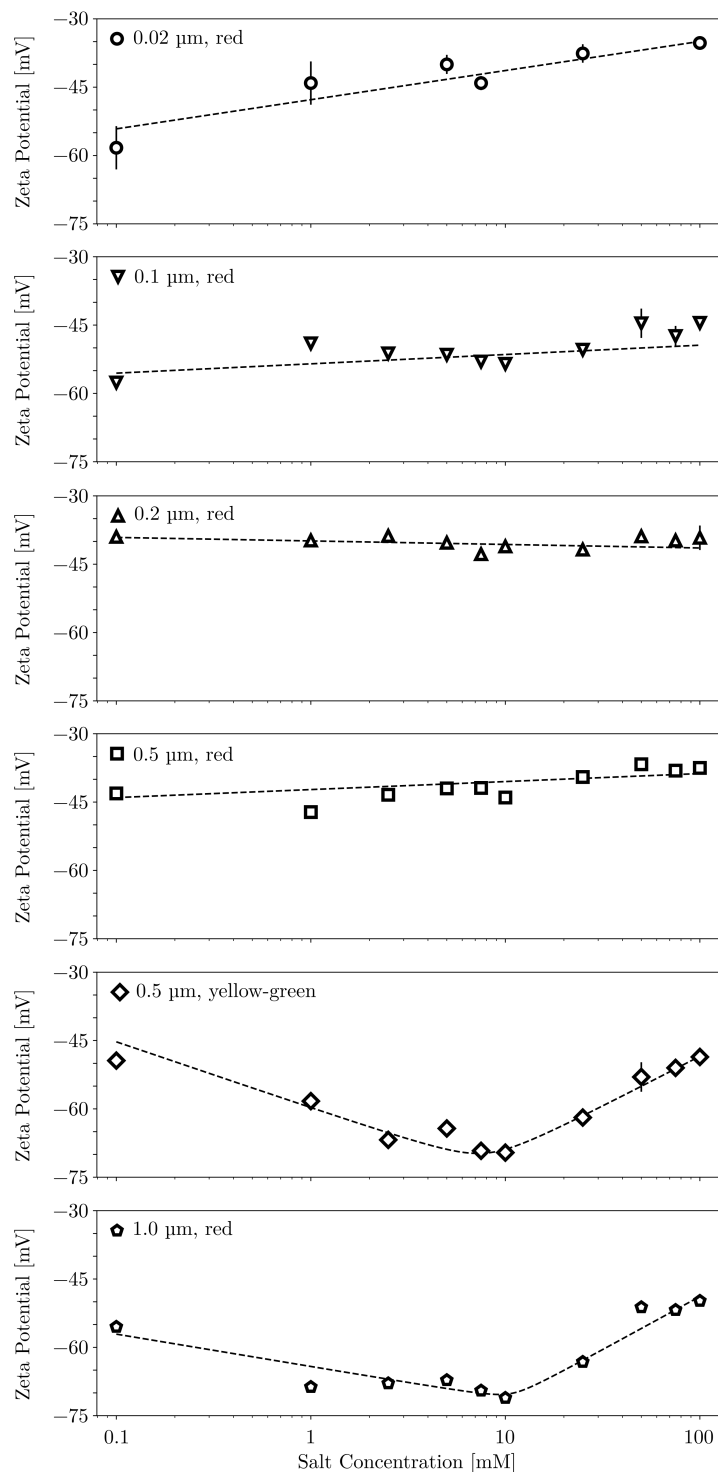 0.02 µm, red
Zeta Potential [mV]
−30
−45
−60
−75
0.1 µm, red
Zeta Potential [mV]
−30
−45
−60
−75
0.2 µm, red
Zeta Potential [mV]
−30
−45
−60
−75
0.5 µm, red
Zeta Potential [mV]
−30
−45
−60
−75
0.5 µm, yellow-green
Zeta Potential [mV]
−30
−45
−60
−75
1.0 µm, red
Zeta Potential [mV]
−30
−45
−60
−75
0.1 1 10 100
Salt Concentration [mM]